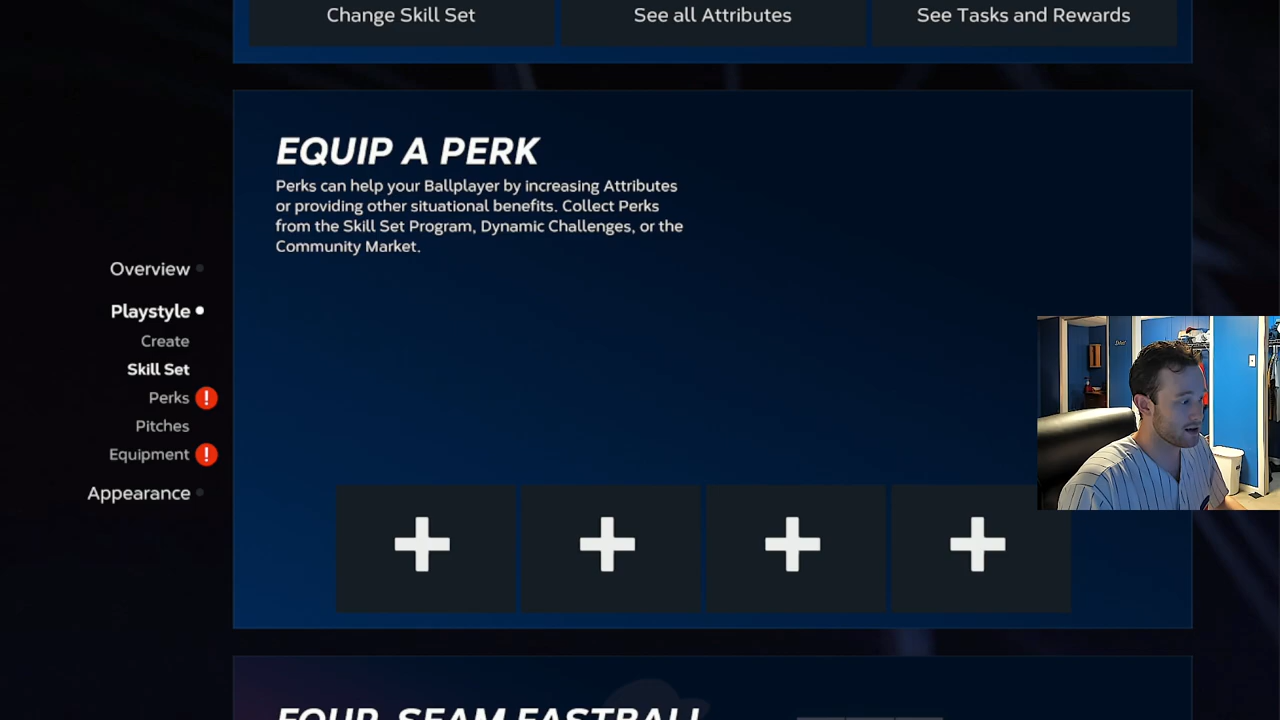 Change Skill Set
See all Attributes
See Tasks and Rewards
EQUIP A PERK
Perks can help your Ballplayer by increasing Attributes
or providing other situational benefits. Collect Perks
from the Skill Set Program, Dynamic Challenges, or the
Community Market.
Overview
Playstyle
Create
Skill Set
Perks !
Pitches
Equipment !
Appearance
FOUR-SEAM FASTBALL